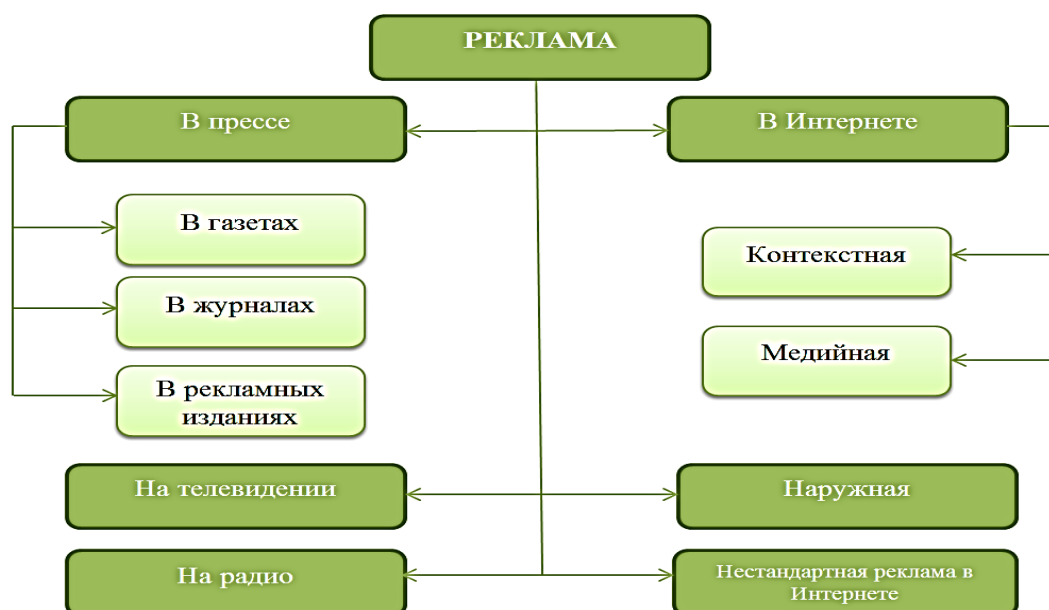 РЕКЛАМА
В прессе
В Интернете
В газетах
Контекстная
В журналах
Медийная
В рекламных
изданиях
На телевидении
Наружная
На радио
Нестандартная реклама в
Интернете